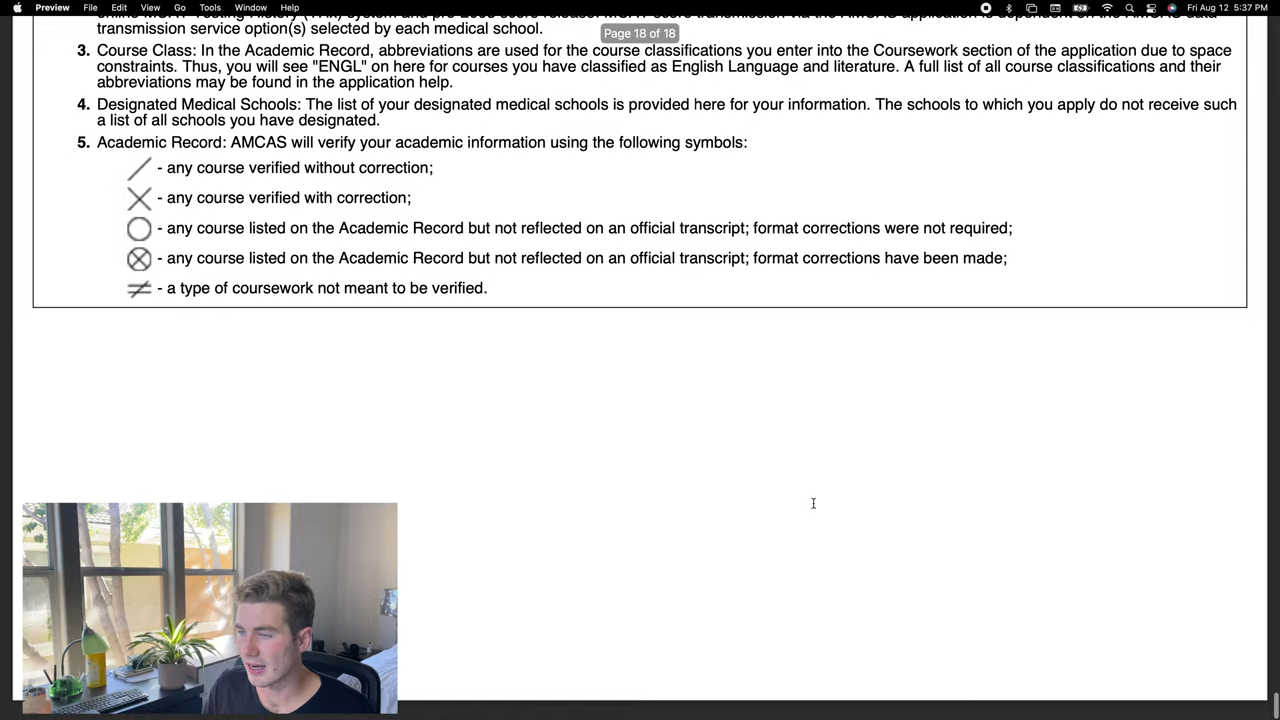 Preview File Edit View Go Tools Window Help Fri Aug 12 5:37 PM
transmission service option(s) selected by each medical school.
Page 18 of 18
3. Course Class: In the Academic Record, abbreviations are used for the course classifications you enter into the Coursework section of the application due to space
constraints. Thus, you will see "ENGL" on here for courses you have classified as English Language and literature. A full list of all course classifications and their
abbreviations may be found in the application help.
4. Designated Medical Schools: The list of your designated medical schools is provided here for your information. The schools to which you apply do not receive such
a list of all schools you have designated.
5. Academic Record: AMCAS will verify your academic information using the following symbols:
- any course verified without correction;
- any course verified with correction;
- any course listed on the Academic Record but not reflected on an official transcript; format corrections were not required;
- any course listed on the Academic Record but not reflected on an official transcript; format corrections have been made;
- a type of coursework not meant to be verified.